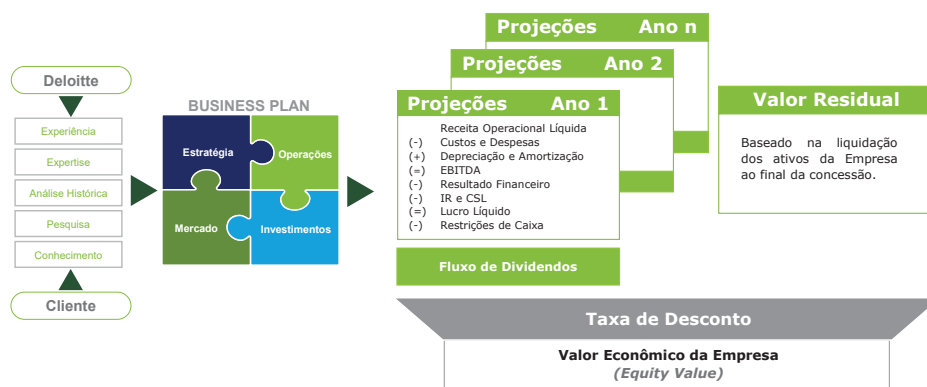 Deloitte
Experiência
Expertise
Análise Histórica
Pesquisa
Conhecimento
Cliente
BUSINESS PLAN
Estratégia
Operações
Mercado
Investimentos
Projeções Ano n
Projeções Ano 2
Projeções Ano 1
Receita Operacional Líquida
(-) Custos e Despesas
(+) Depreciação e Amortização
(=) EBITDA
(-) Resultado Financeiro
(-) IR e CSL
(=) Lucro Líquido
(-) Restrições de Caixa
Fluxo de Dividendos
Valor Residual
Baseado na liquidação
dos ativos da Empresa
ao final da concessão.
Taxa de Desconto
Valor Econômico da Empresa
(Equity Value)